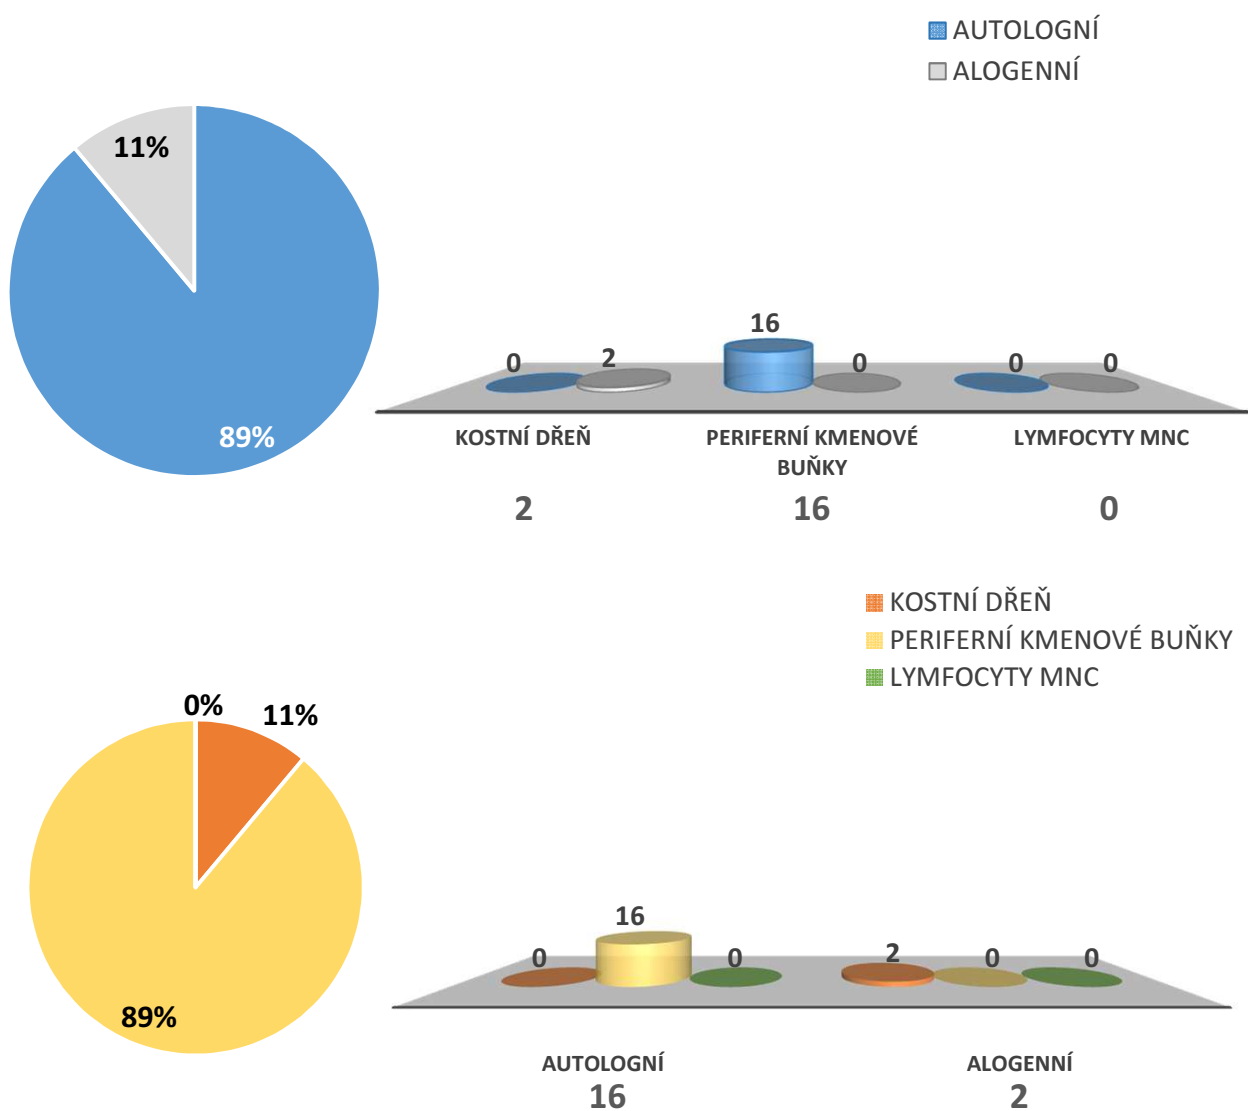 AUTOLOGNÍ
ALOGENNÍ
11%
89%
0 2 16 0 0 0
KOSTNÍ DŘEŇ PERIFERNÍ KMENOVÉ BUŇKY LYMFOCYTY MNC
2 16 0
KOSTNÍ DŘEŇ
PERIFERNÍ KMENOVÉ BUŇKY
LYMFOCYTY MNC
0% 11%
89%
0 16 0 2 0 0
AUTOLOGNÍ ALOGENNÍ
16 2